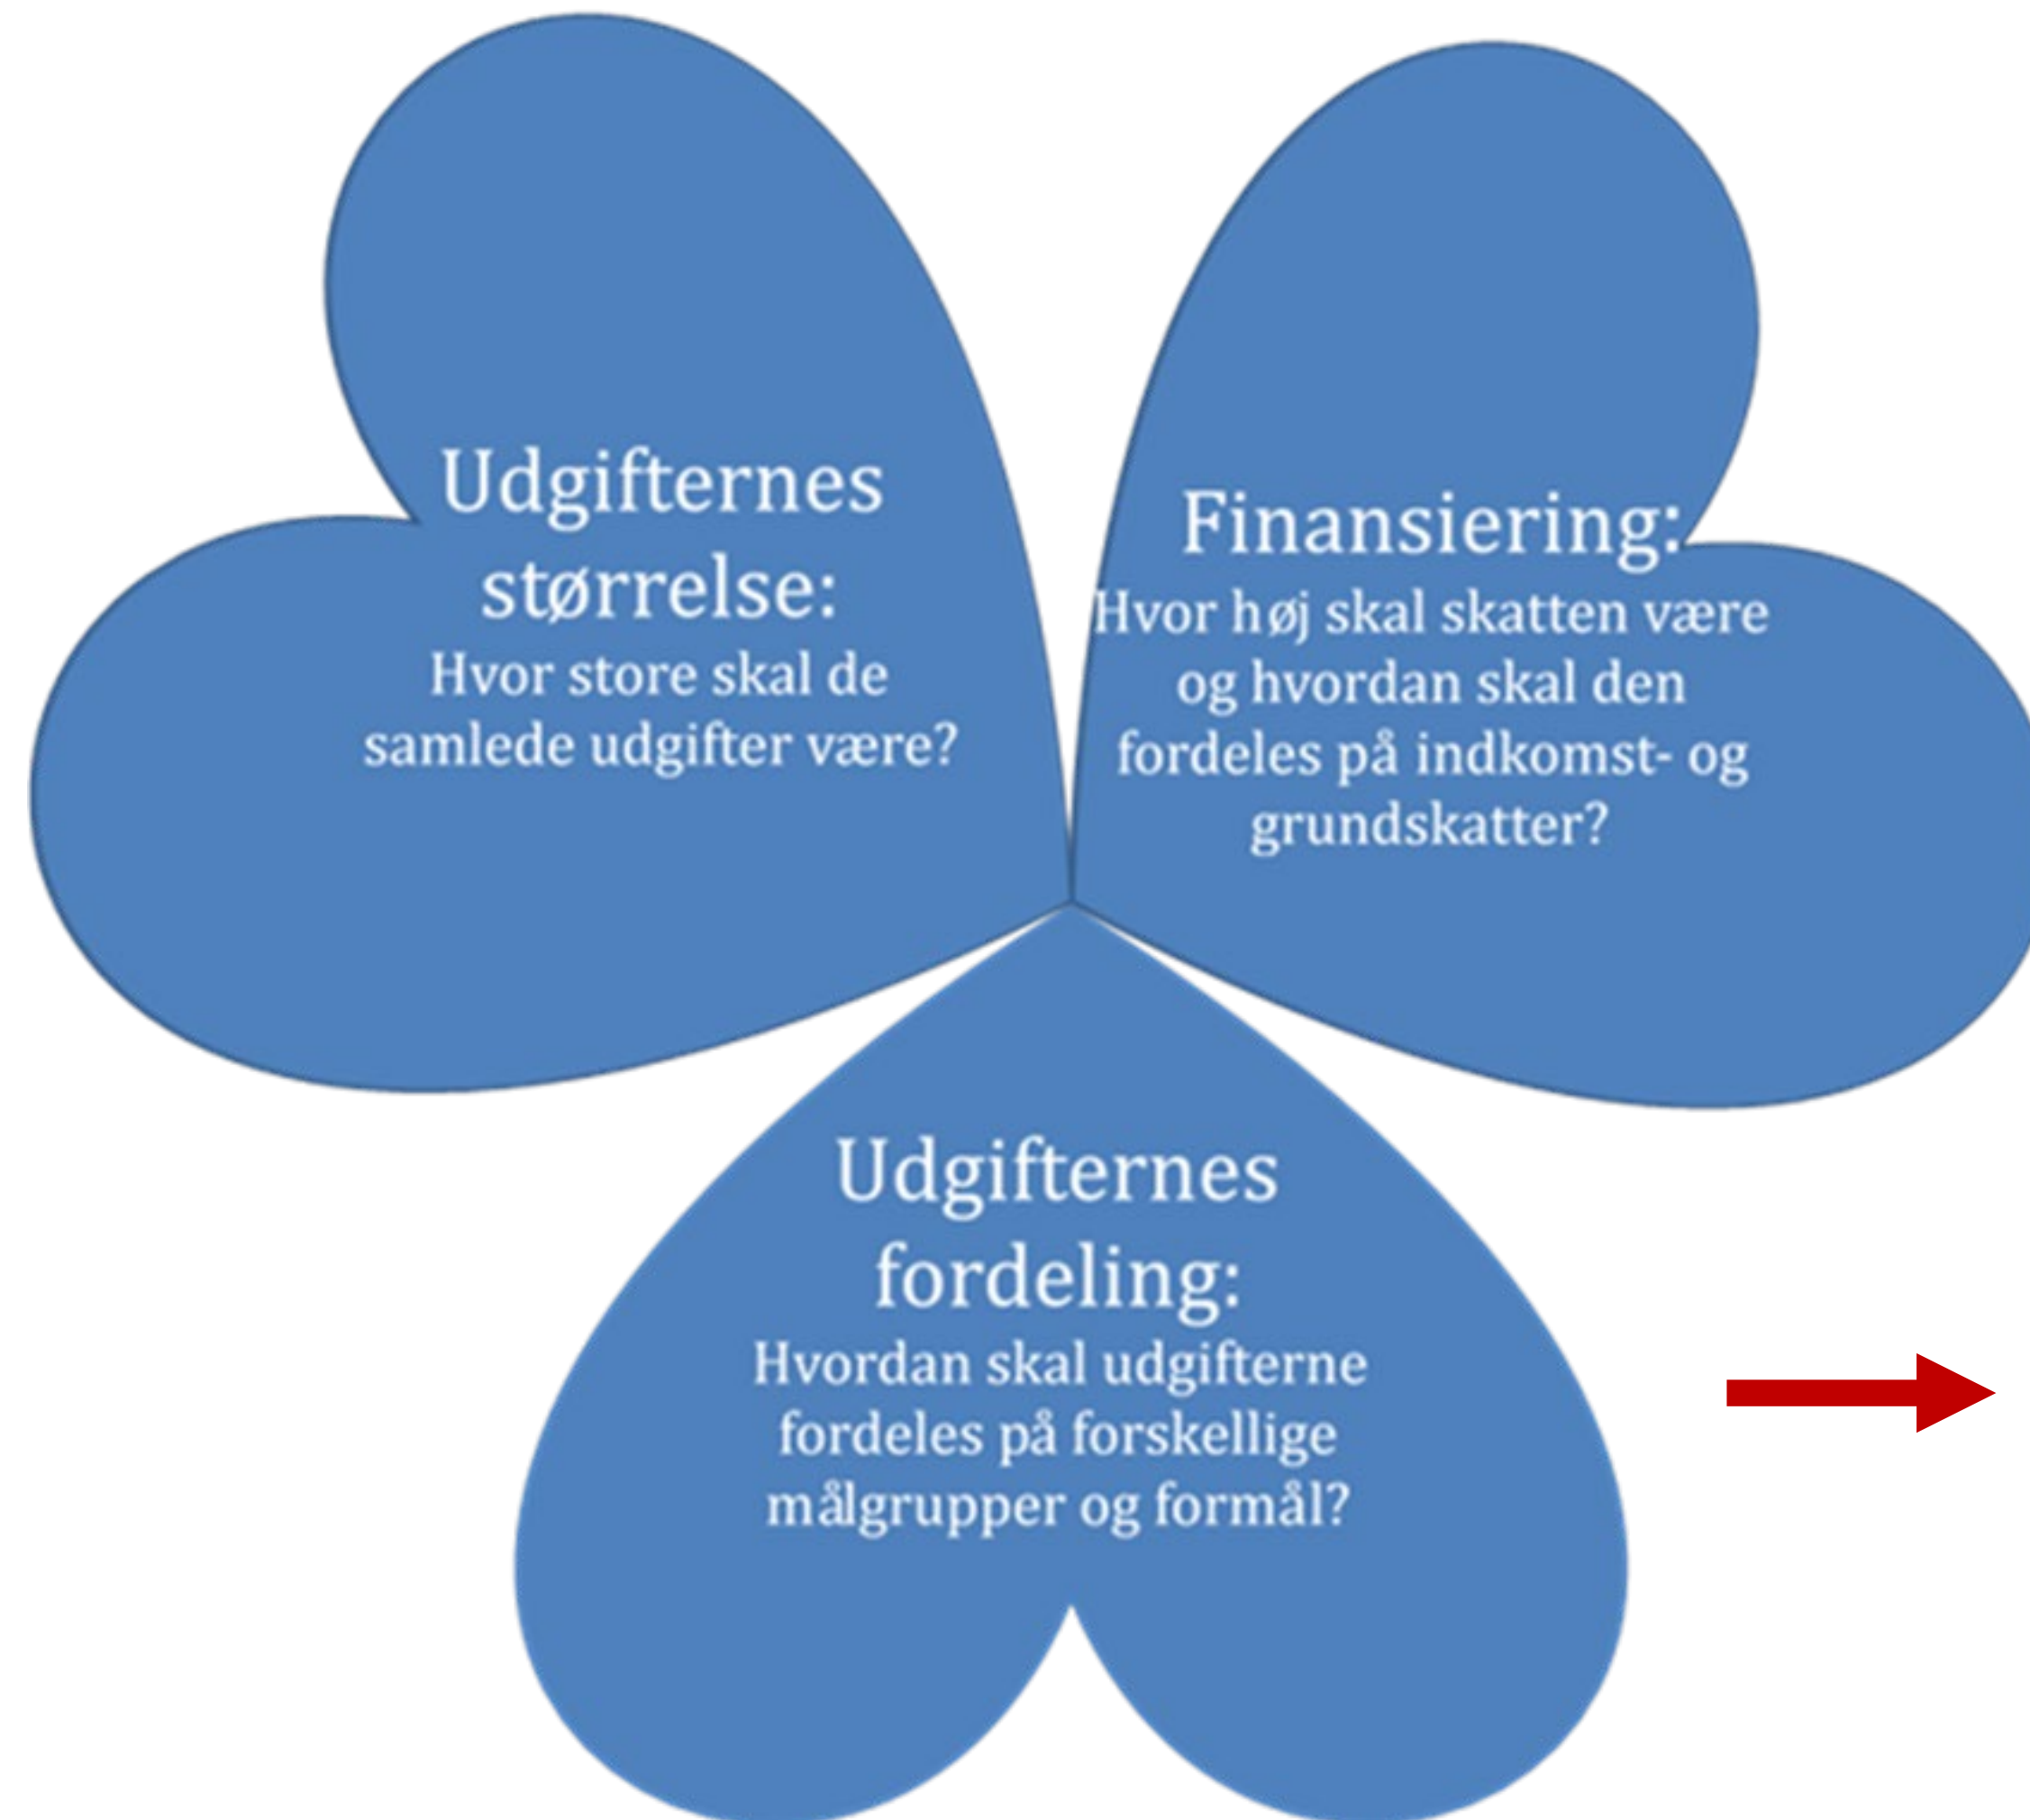 Udgifternes
størrelse:
Hvor store skal de
samlede udgifter være?
Finansiering:
Hvor høj skal skatten være
og hvordan skal den
fordeles på indkomst- og
grundskatter?
Udgifternes
fordeling:
Hvordan skal udgifterne
fordeles på forskellige
målgrupper og formål?